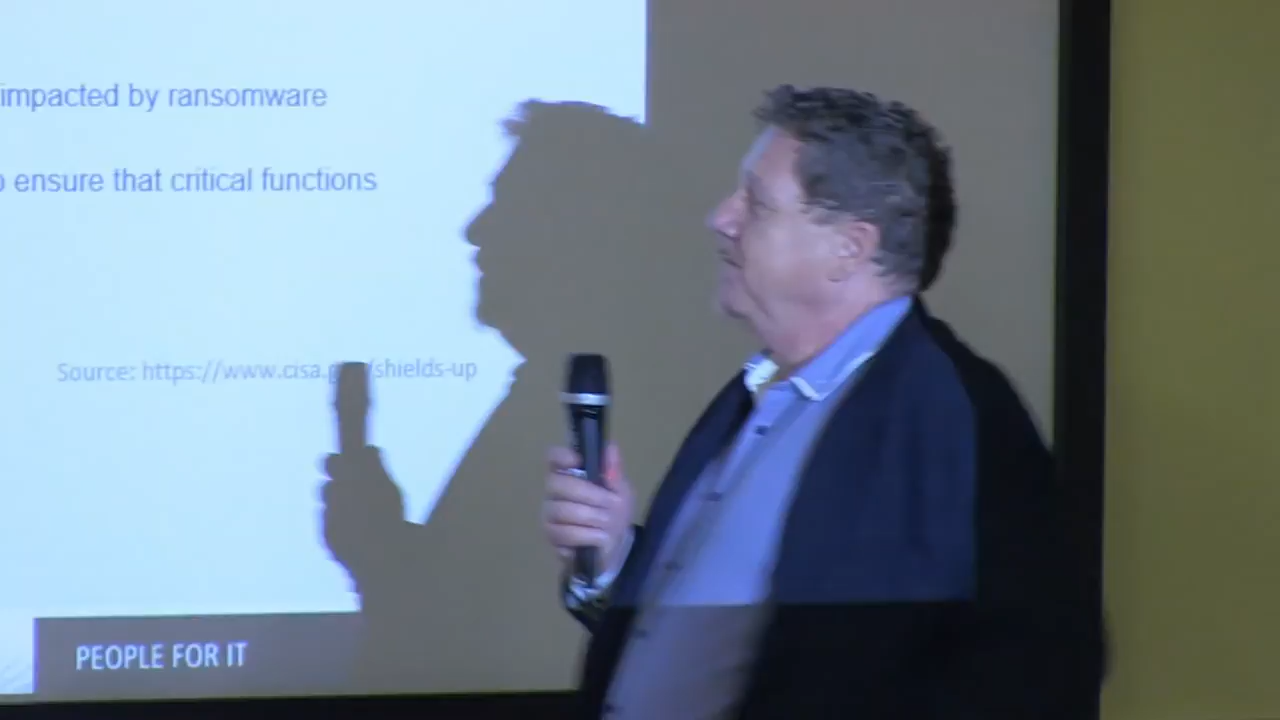 impacted by ransomware
ensure that critical functions
Source: https://www.cisa.g /shields-up
PEOPLE FOR IT